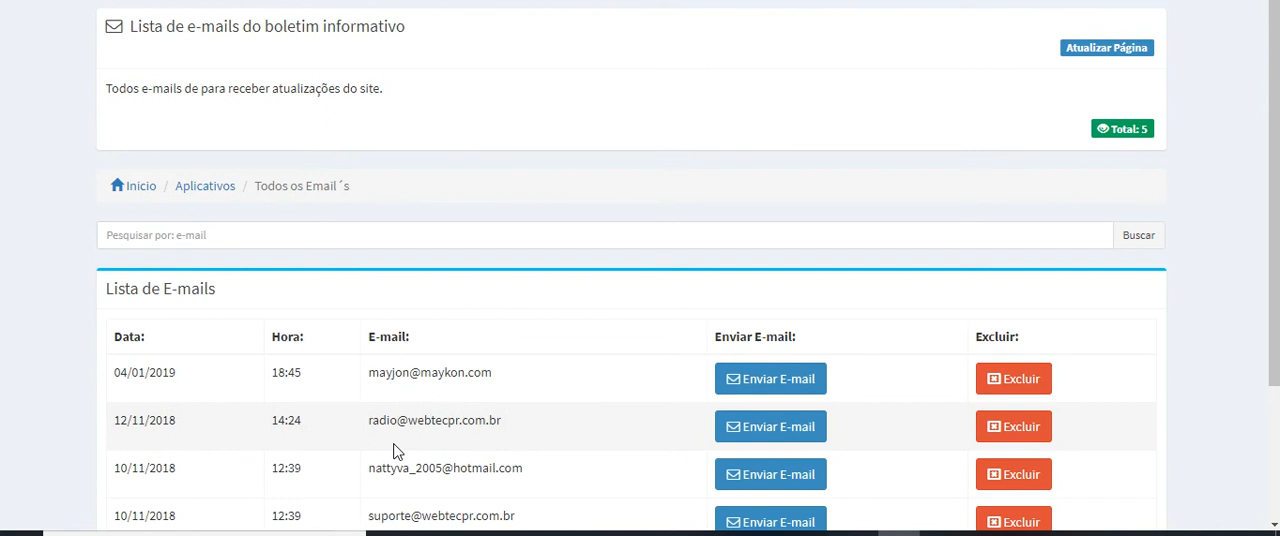 Lista de e-mails do boletim informativo
Atualizar Página
Todos e-mails de para receber atualizações do site.
Total: 5
Inicio / Aplicativos / Todos os Email´s
Pesquisar por: e-mail Buscar
Lista de E-mails
Data: Hora: E-mail: Enviar E-mail: Excluir:
04/01/2019 18:45 mayjon@maykon.com Enviar E-mail Excluir
12/11/2018 14:24 radio@webtecpr.com.br Enviar E-mail Excluir
10/11/2018 12:39 nattyva_2005@hotmail.com Enviar E-mail Excluir
10/11/2018 12:39 suporte@webtecpr.com.br Enviar E-mail Excluir